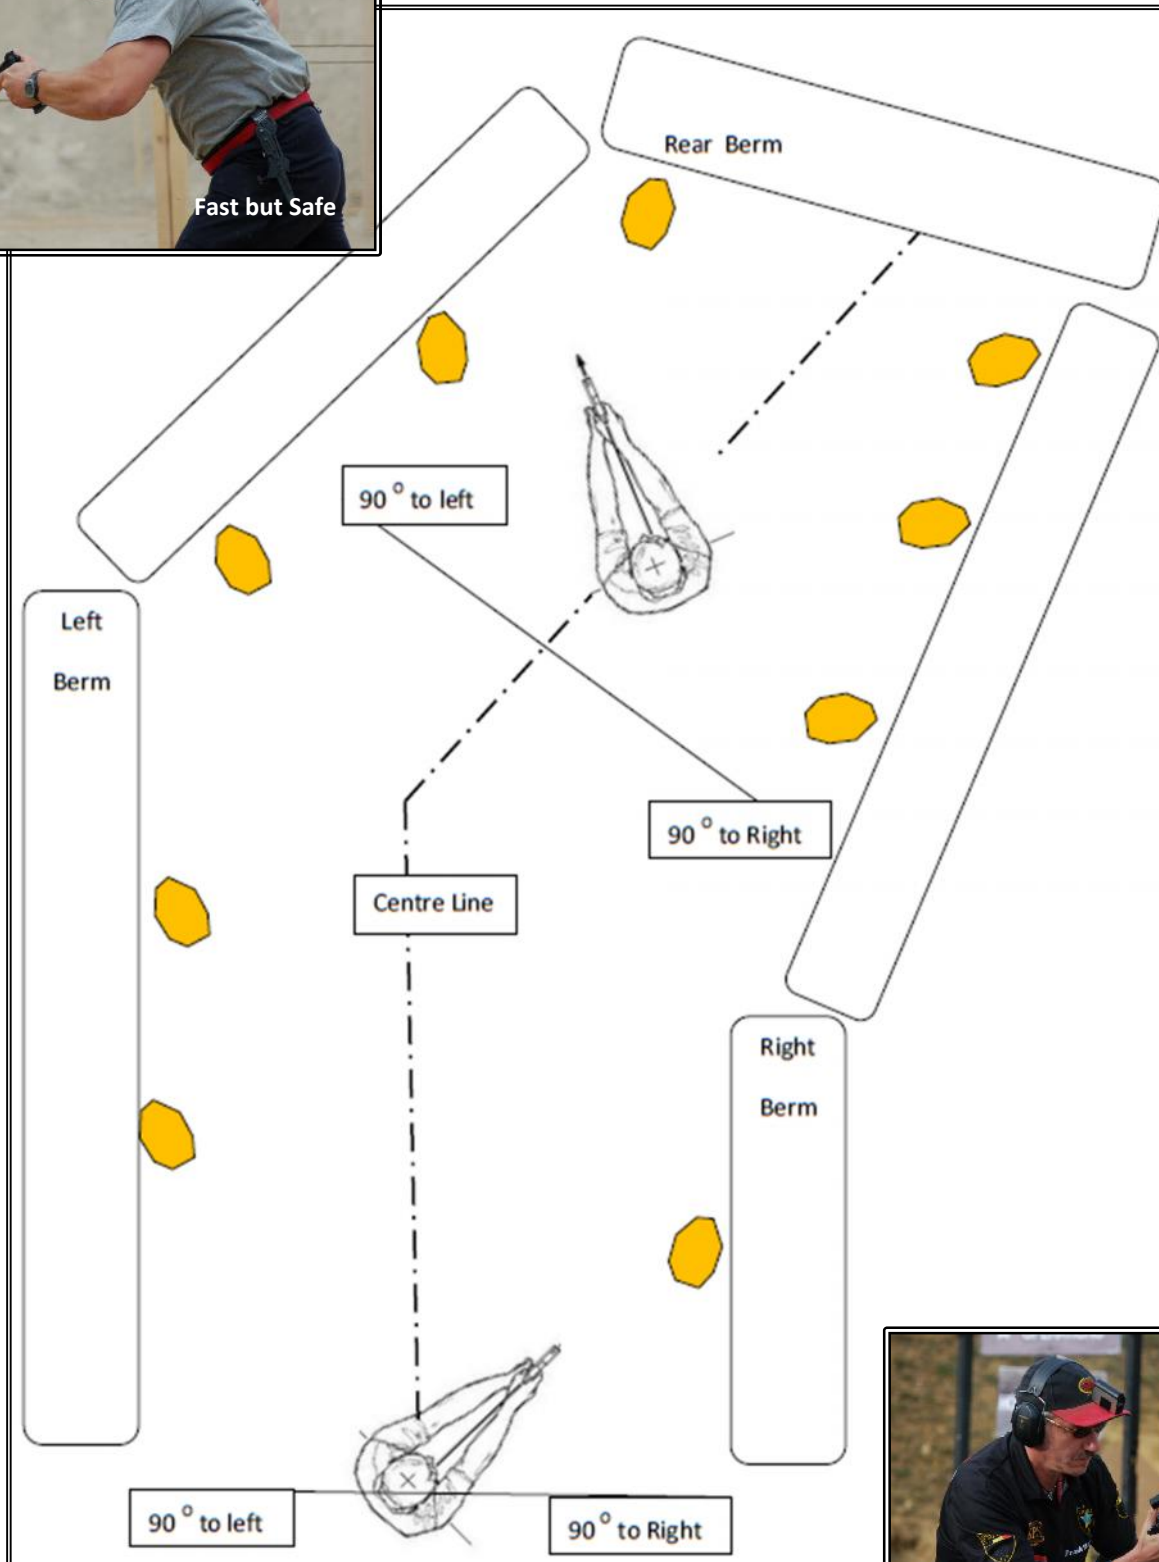 Fast but Safe
Rear Berm
90 o to left
Left
Berm
90 o to Right
Centre Line
Right
Berm
90 o to left
90 o to Right